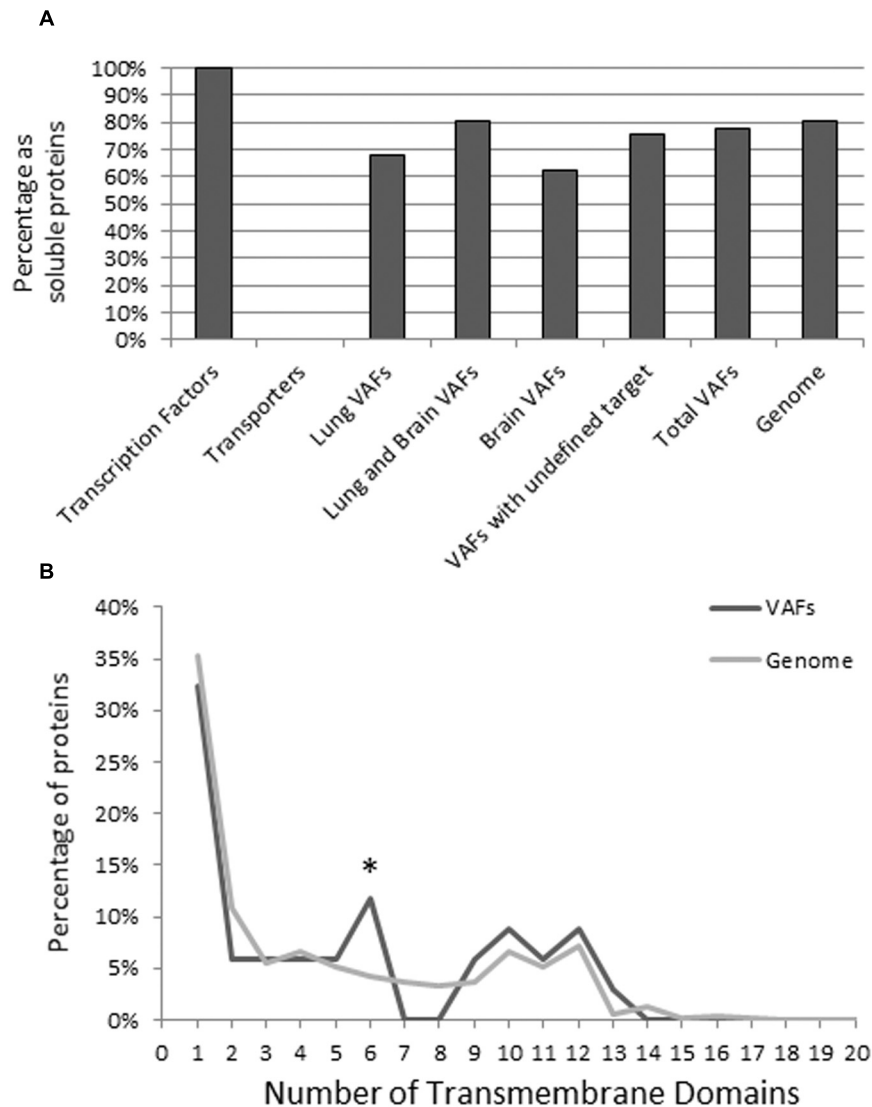 A
Percentage as
soluble proteins
100%
90%
80%
70%
60%
50%
40%
30%
20%
10%
0%
Transcription Factors
Transporters
Lung VAFs
Lung and Brain VAFs
Brain VAFs
VAFs with undefined target
Total VAFs
Genome
B
Percentage of proteins
40%
35%
30%
25%
20%
15%
10%
5%
0%
VAFs
Genome
*
0 1 2 3 4 5 6 7 8 9 10 11 12 13 14 15 16 17 18 19 20
Number of Transmembrane Domains